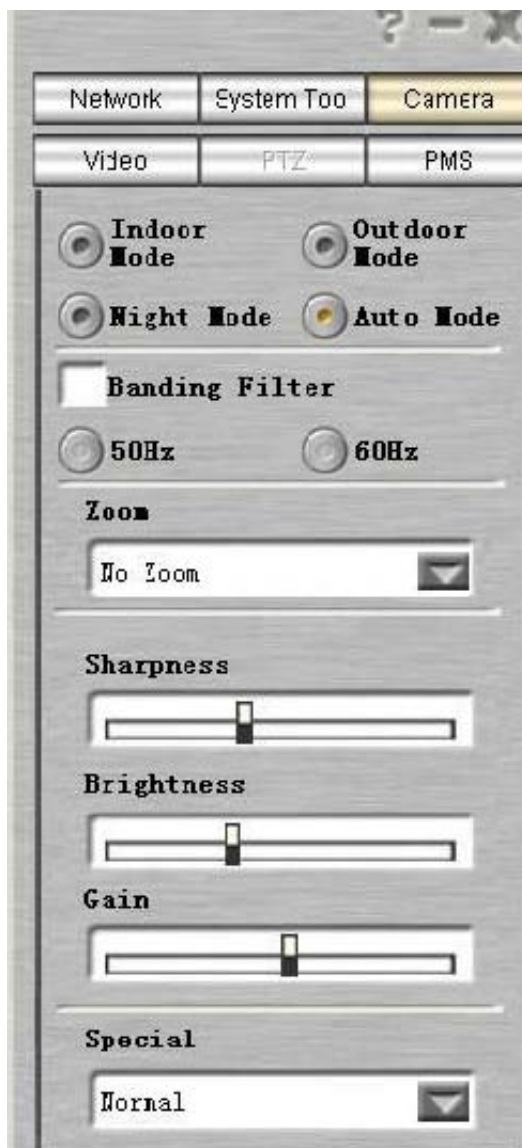 ?
Network System Too Camera
Video PTZ PMS
Indoor Mode
Outdoor Mode
Night Mode Auto Mode
Banding Filter
50Hz 60Hz
Zoom
No Zoom
Sharpness
Brightness
Gain
Special
Normal